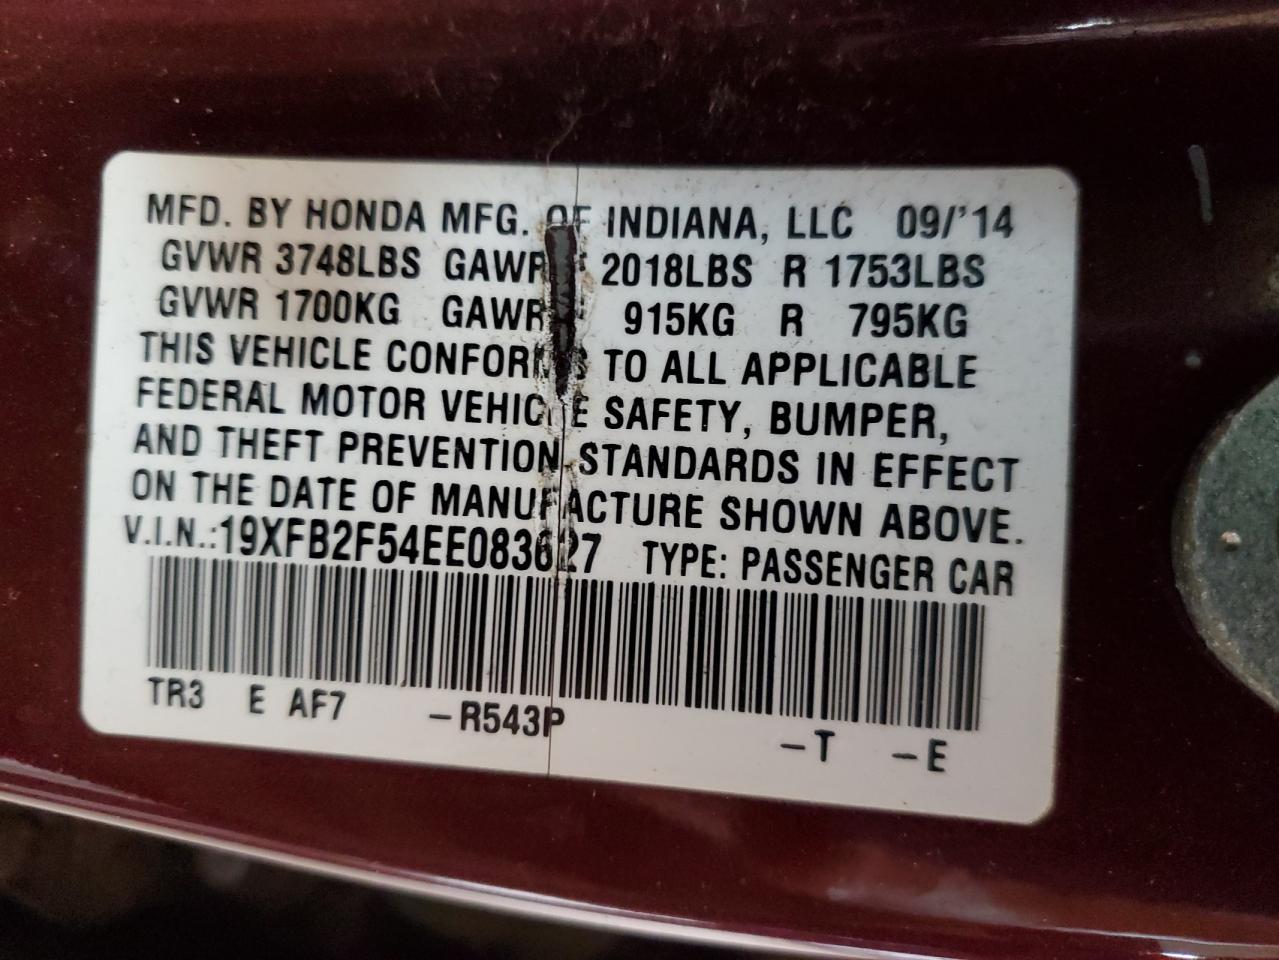 MFD. BY HONDA MFG. OF INDIANA, LLC 09/'14
GVWR 3748LBS GAWR 2018LBS R 1753LBS
GVWR 1700KG GAWR 915KG R 795KG
THIS VEHICLE CONFORMS TO ALL APPLICABLE
FEDERAL MOTOR VEHICLE SAFETY, BUMPER,
AND THEFT PREVENTION STANDARDS IN EFFECT
ON THE DATE OF MANUFACTURE SHOWN ABOVE.
V.I.N.:19XFB2F54EE083627 TYPE: PASSENGER CAR
TR3 E AF7 –R543P –T –E